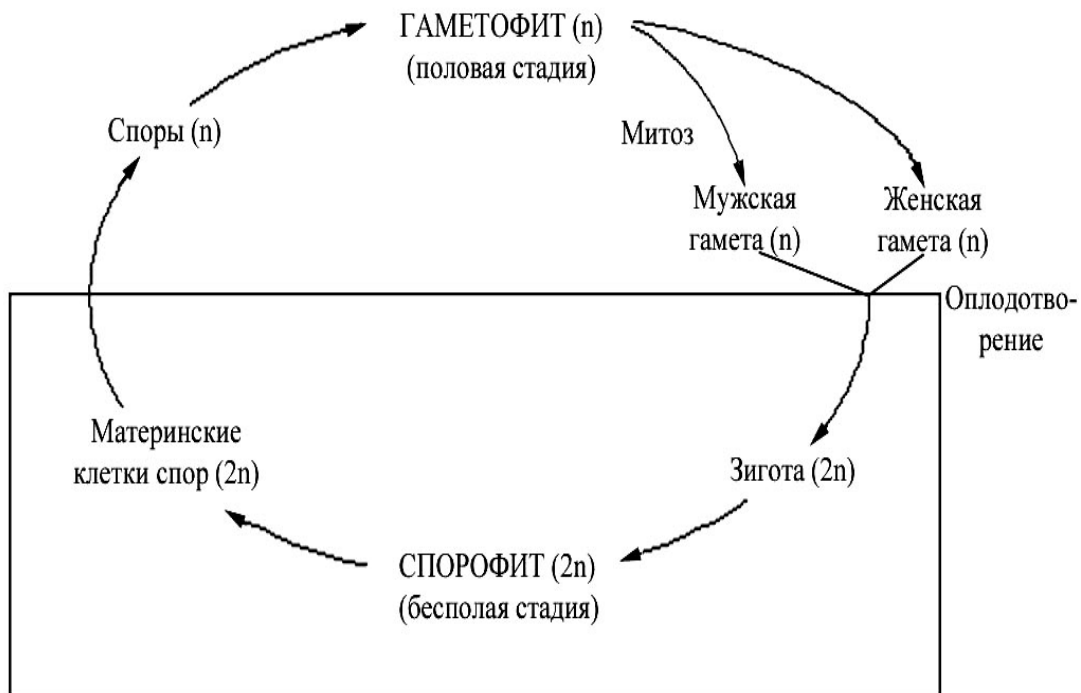 ГАМЕТОФИТ (n)
(половая стадия)
Споры (n)
Митоз
Мужская
гамета (n)
Женская
гамета (n)
Оплодотво-
рение
Материнские
клетки спор (2n)
Зигота (2n)
СПОРОФИТ (2n)
(бесполая стадия)